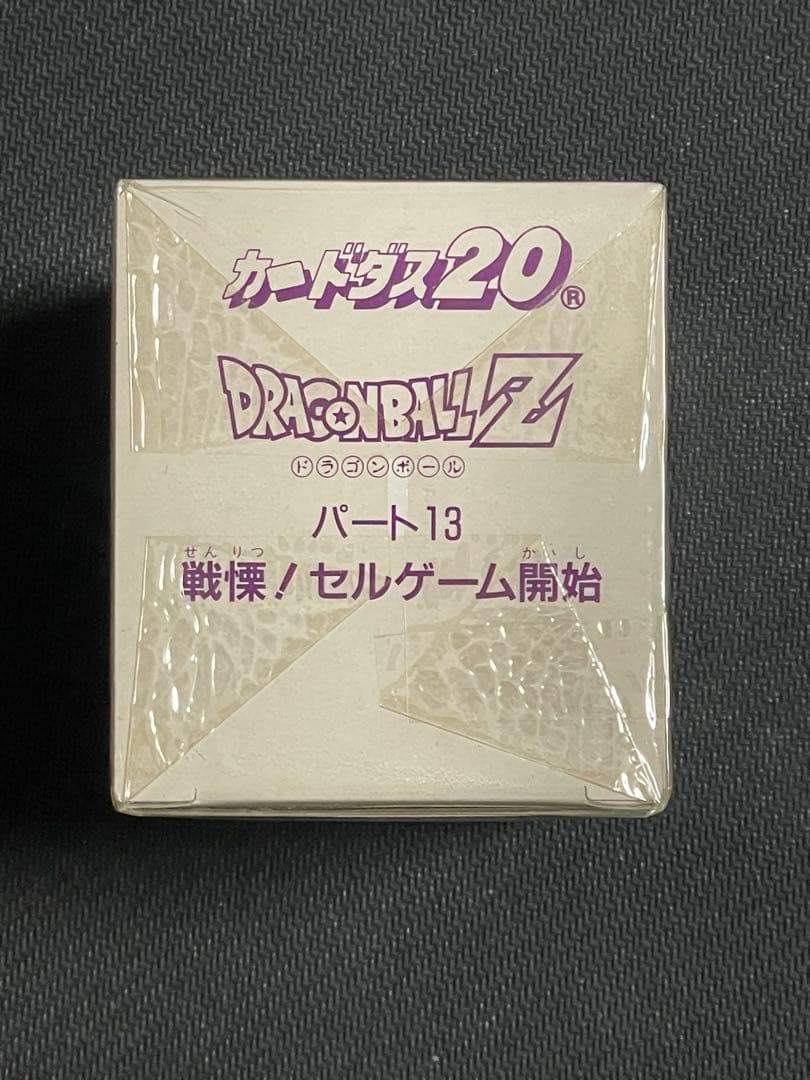 カードダス20®
DRAGONBALL Z
ドラゴンボール
パート13
せんりつ かいし
戦慄!セルゲーム開始